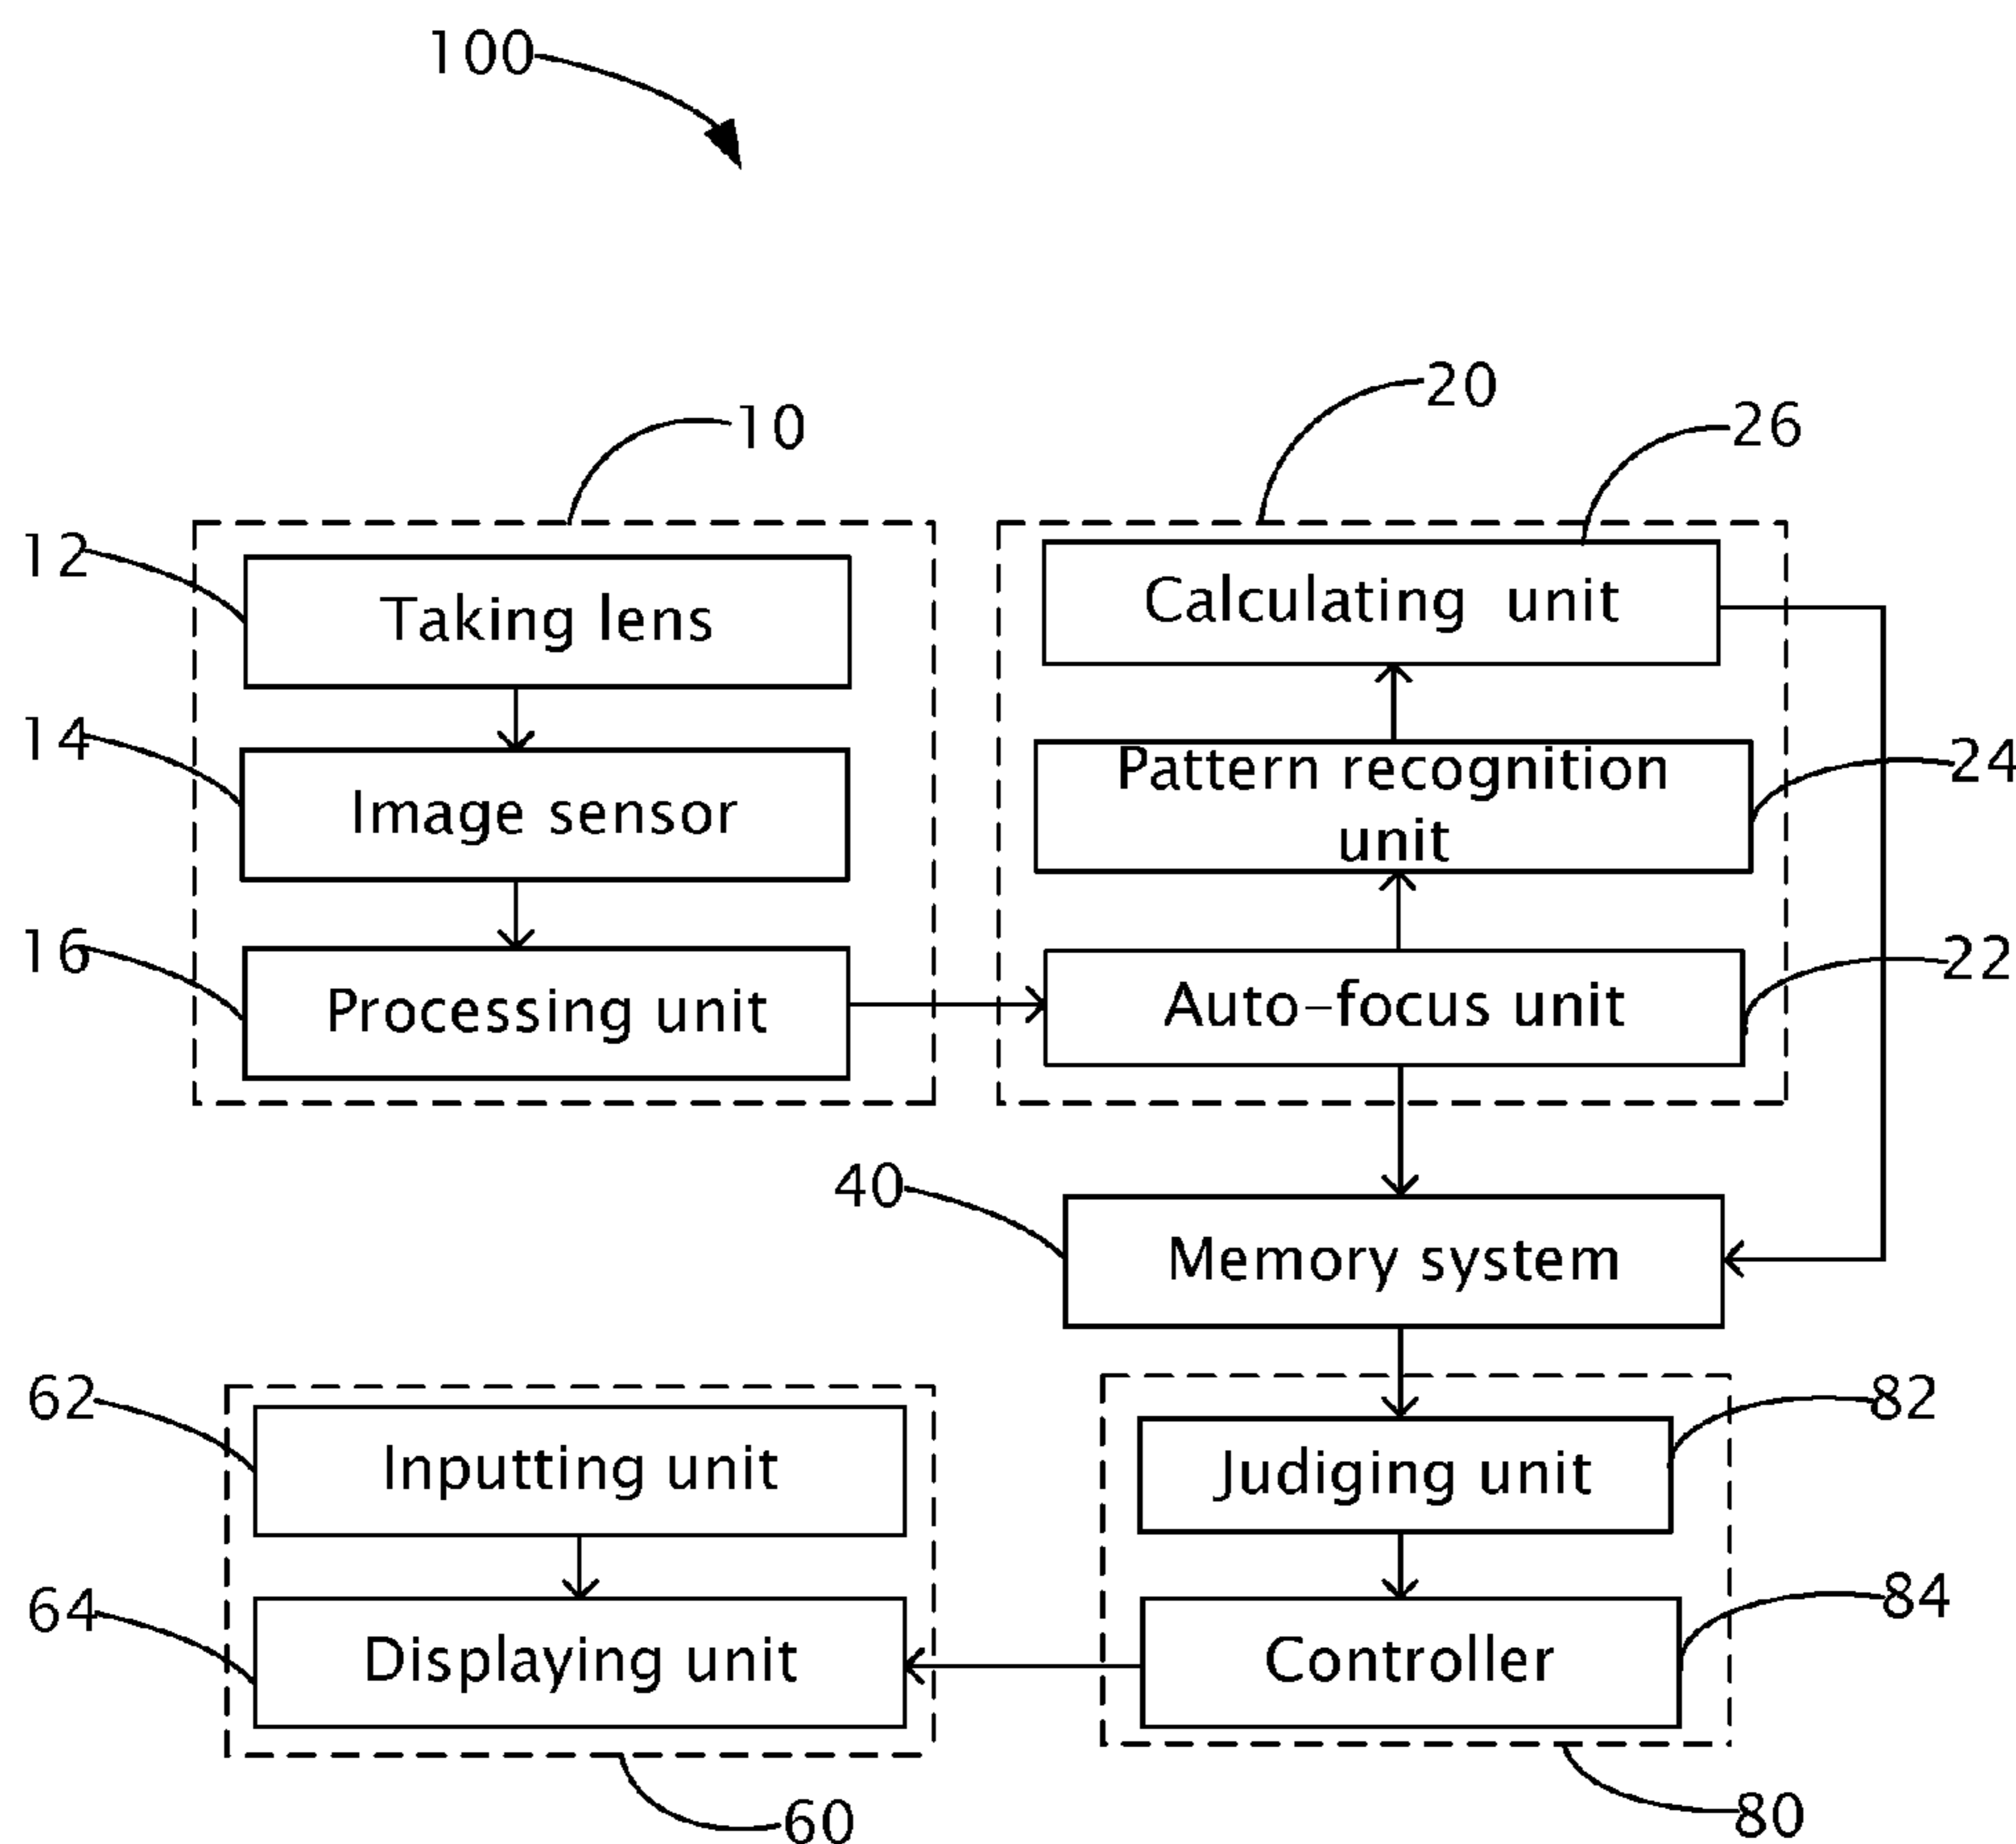 100
10
20
26
12
Taking lens
Calculating unit
14
Image sensor
Pattern recognition
unit
24
16
Processing unit
Auto-focus unit
22
40
Memory system
62
Inputting unit
Judiging unit
82
64
Displaying unit
Controller
84
60
80